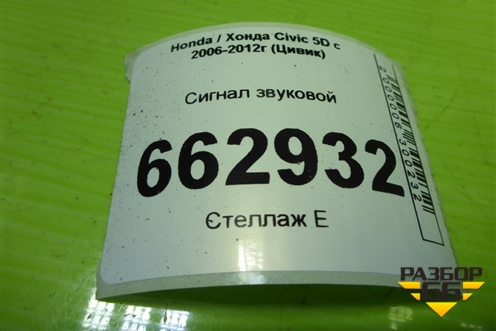 Honda / Хонда Civic 5D с
2006-2012г (Цивик)
Сигнал звуковой
662932
Стеллаж Е
РАЗБОР
66